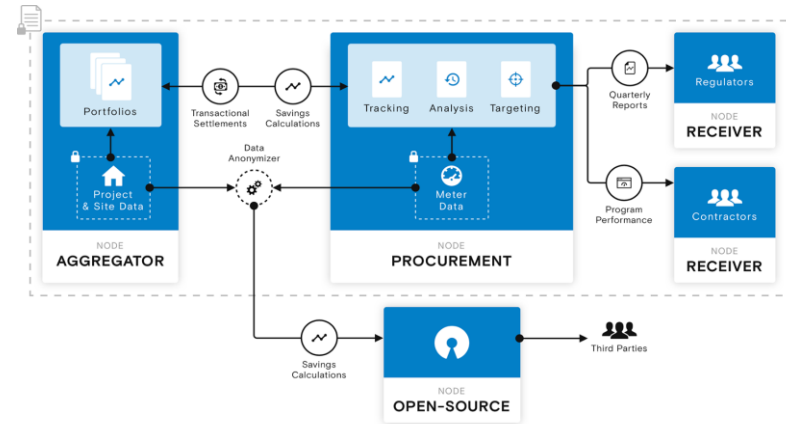 Portfolios
Project
& Site Data
NODE
AGGREGATOR
Transactional
Settlements
Savings
Calculations
Data
Anonymizer
Tracking
Analysis
Targeting
Meter
Data
NODE
PROCUREMENT
Quarterly
Reports
Program
Performance
Regulators
NODE
RECEIVER
Contractors
NODE
RECEIVER
Savings
Calculations
NODE
OPEN-SOURCE
Third Parties